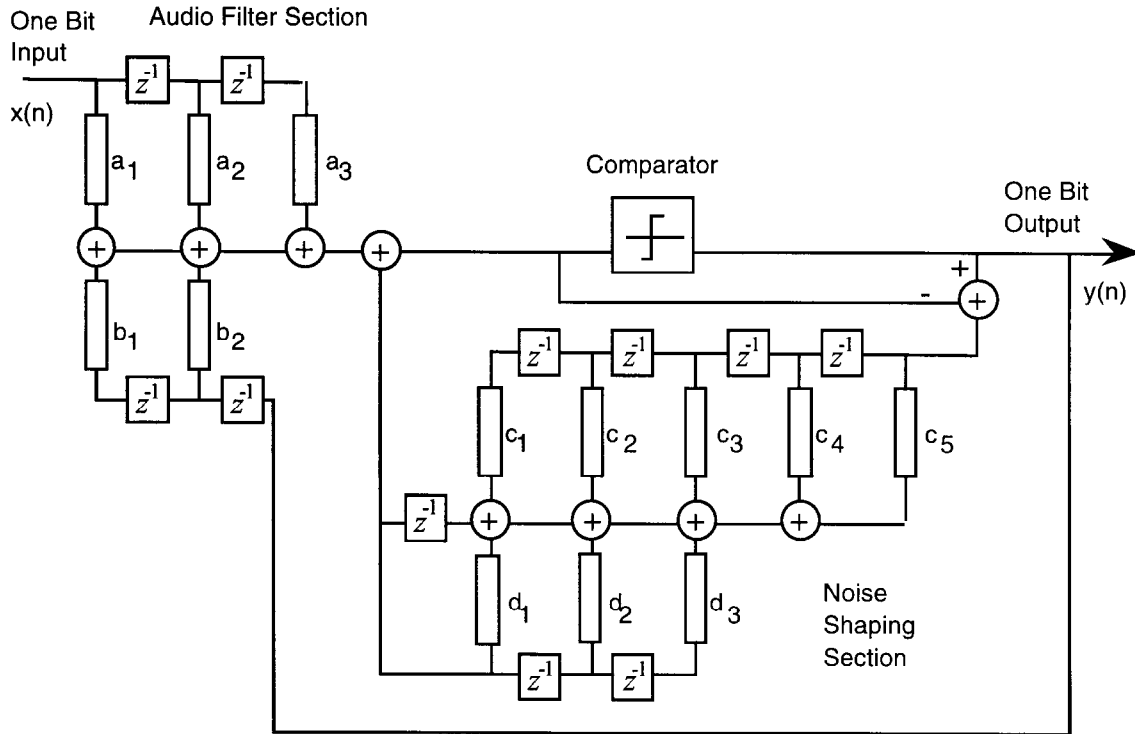 One Bit
Input
Audio Filter Section
z⁻¹ z⁻¹
x(n)
a₁ a₂ a₃
Comparator
One Bit
Output
+ + + +
+
- +
y(n)
b₁ b₂
z⁻¹ z⁻¹ z⁻¹ z⁻¹
z⁻¹ z⁻¹
c₁ c₂ c₃ c₄ c₅
z⁻¹ + + + +
d₁ d₂ d₃
Noise
Shaping
Section
z⁻¹ z⁻¹